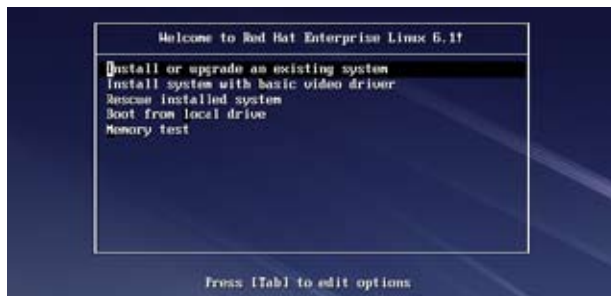 Welcome to Red Hat Enterprise Linux 6.1!
Install or upgrade an existing system
Install system with basic video driver
Rescue installed system
Boot from local drive
Memory test
Press [Tab] to edit options